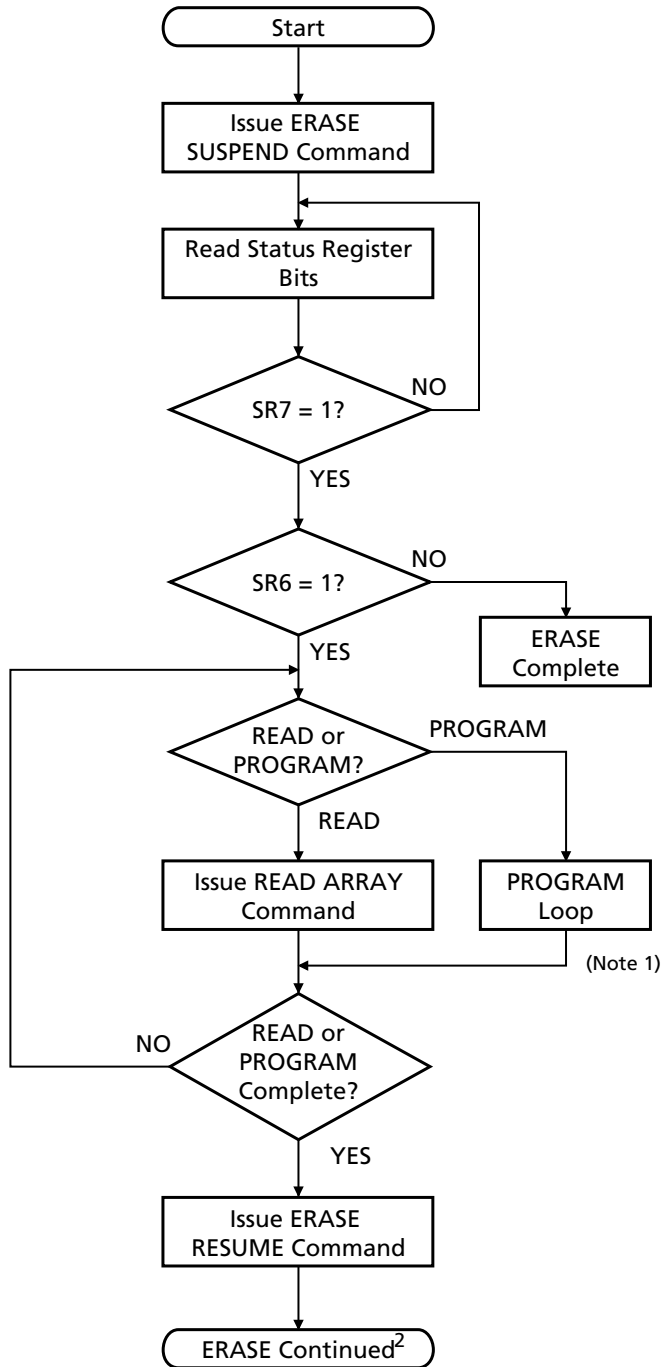 Start
Issue ERASE
SUSPEND Command
Read Status Register
Bits
SR7 = 1?
NO
YES
SR6 = 1?
NO
YES
ERASE
Complete
READ or
PROGRAM?
PROGRAM
READ
Issue READ ARRAY
Command
PROGRAM
Loop
(Note 1)
READ or
PROGRAM
Complete?
NO
YES
Issue ERASE
RESUME Command
ERASE Continued²